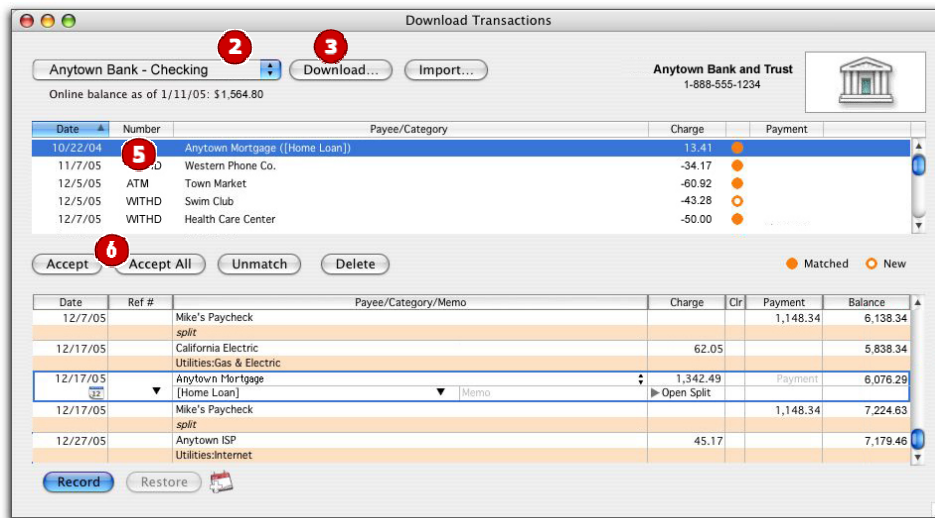 Download Transactions
2 3
Anytown Bank - Checking Download... Import... Anytown Bank and Trust
1-888-555-1234
Online balance as of 1/11/05: $1,564.80
Date Number Payee/Category Charge Payment
10/22/04 Anytown Mortgage ([Home Loan]) 13.41
5
11/7/05 Western Phone Co. -34.17
12/5/05 ATM Town Market -60.92
12/5/05 WITHD Swim Club -43.28
12/7/05 WITHD Health Care Center -50.00
6
Accept Accept All Unmatch Delete Matched New
Date Ref # Payee/Category/Memo Charge Clr Payment Balance
12/7/05 Mike's Paycheck 1,148.34 6,138.34
split
12/17/05 California Electric 62.05 5,838.34
Utilities:Gas & Electric
12/17/05 Anytown Mortgage 1,342.49 Payment 6,076.29
12 [Home Loan] Memo Open Split
12/17/05 Mike's Paycheck 1,148.34 7,224.63
split
12/27/05 Anytown ISP 45.17 7,179.46
Utilities:Internet
Record Restore